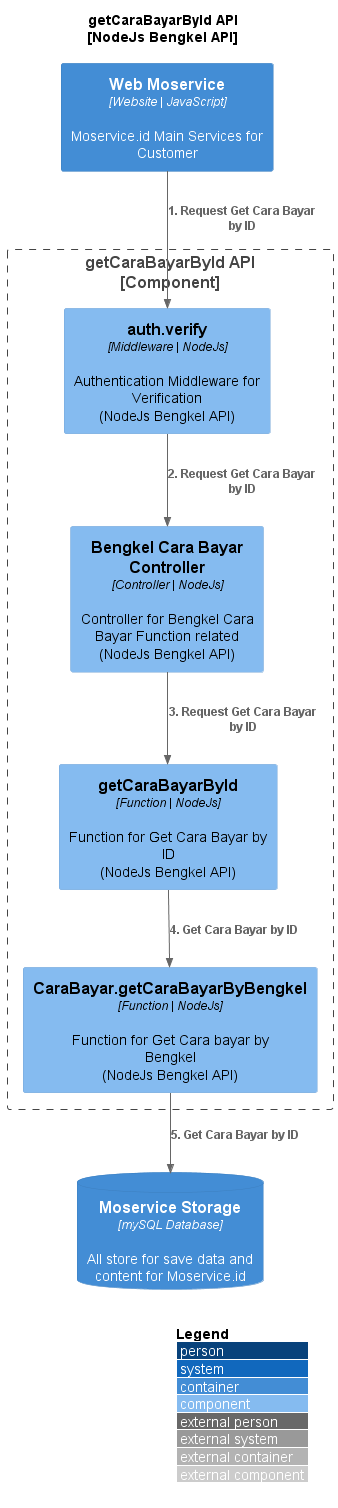 getCaraBayarById API
[NodeJs Bengkel API]
Web Moservice
[Website | JavaScript]
Moservice.id Main Services for
Customer
1. Request Get Cara Bayar
by ID
getCaraBayarById API
[Component]
auth.verify
[Middleware | NodeJs]
Authentication Middleware for
Verification
(NodeJs Bengkel API)
2. Request Get Cara Bayar
by ID
Bengkel Cara Bayar
Controller
[Controller | NodeJs]
Controller for Bengkel Cara
Bayar Function related
(NodeJs Bengkel API)
3. Request Get Cara Bayar
by ID
getCaraBayarById
[Function | NodeJs]
Function for Get Cara Bayar by
ID
(NodeJs Bengkel API)
4. Get Cara Bayar by ID
CaraBayar.getCaraBayarByBengkel
[Function | NodeJs]
Function for Get Cara bayar by
Bengkel
(NodeJs Bengkel API)
5. Get Cara Bayar by ID
Moservice Storage
[mySQL Database]
All store for save data and
content for Moservice.id
Legend
person
system
container
component
external person
external system
external container
external component